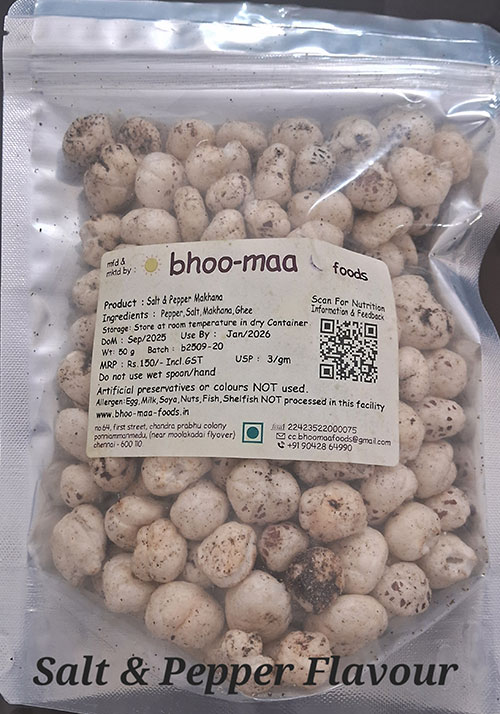 mfd &
mktd by : bhoo-maa foods
Product : Salt & Pepper Makhana
Ingredients : Pepper, Salt, Makhana, Ghee
Storage: Store at room temperature in dry Container
DoM : Sep/2025 Use By : Jan/2026
Wt: 50 g Batch : b2509-20
MRP : Rs.150/- Incl.GST USP : 3/gm
Do not use wet spoon/hand
Scan For Nutrition
Information & Feedback
Artificial preservatives or colours NOT used.
Allergen:Egg,Milk,Soya,Nuts,Fish,Shelfish NOT processed in this facility
www.bhoo-maa-foods.in
no.64, first street, chandra prabhu colony
ponniammanmedu, (near moolakadai flyover)
chennai - 600 110
fssai 22423522000075
cc.bhoomaafoods@gmail.com
+91 90428 64990
Salt & Pepper Flavour